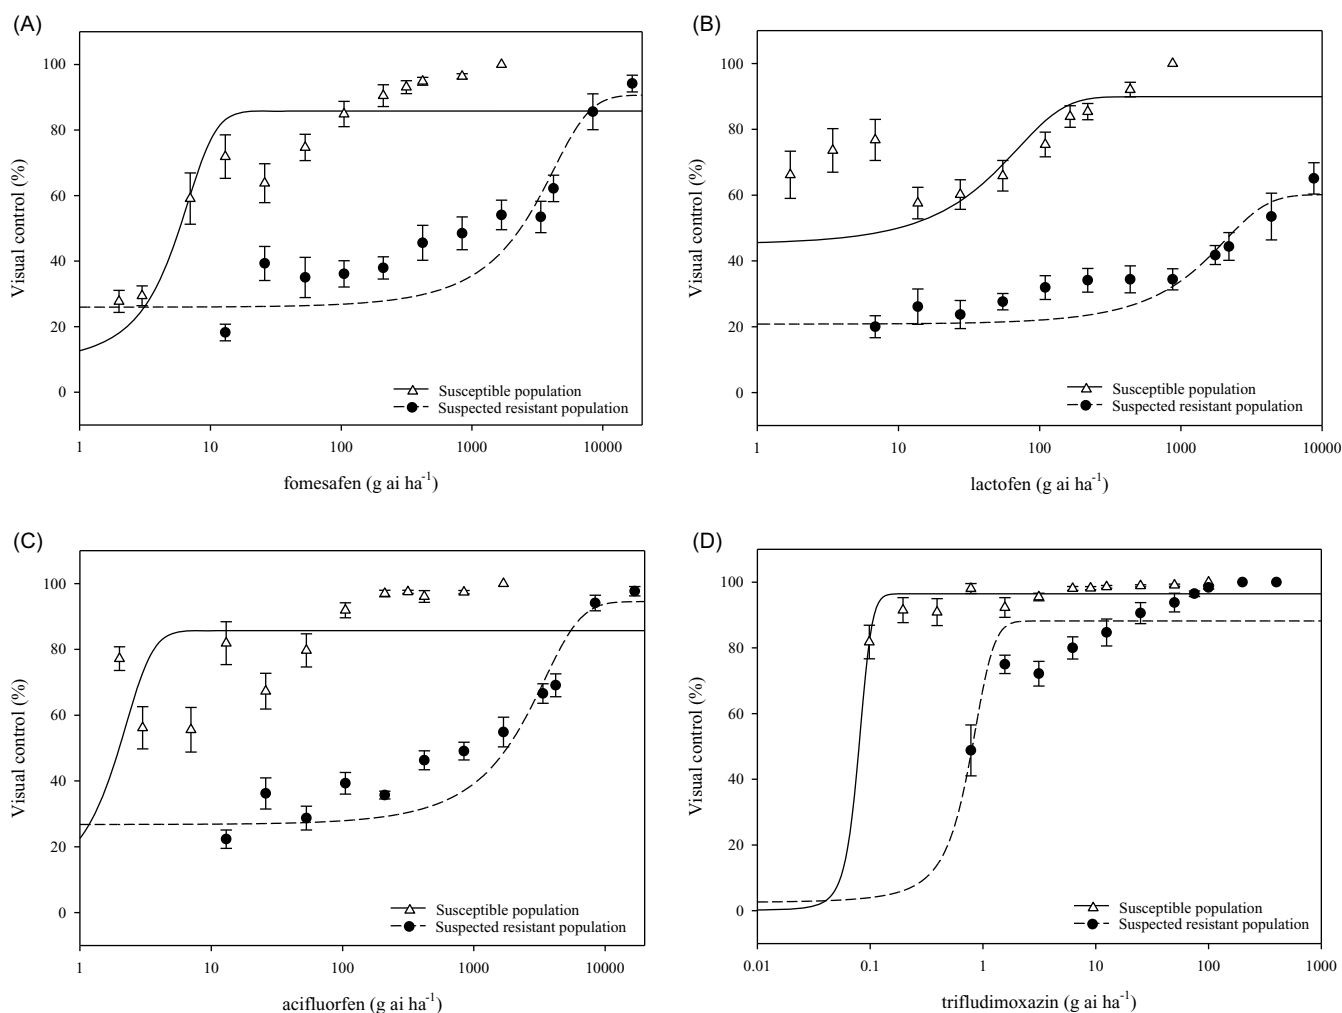 (A)
100
80
60
40
20
0
Visual control (%)
Susceptible population
Suspected resistant population
1 10 100 1000 10000
fomesafen (g ai ha-1)
(B)
100
80
60
40
20
0
Visual control (%)
Susceptible population
Suspected resistant population
1 10 100 1000 10000
lactofen (g ai ha-1)
(C)
100
80
60
40
20
0
Visual control (%)
Susceptible population
Suspected resistant population
1 10 100 1000 10000
acifluorfen (g ai ha-1)
(D)
100
80
60
40
20
0
Visual control (%)
Susceptible population
Suspected resistant population
0.01 0.1 1 10 100 1000
trifludimoxazin (g ai ha-1)